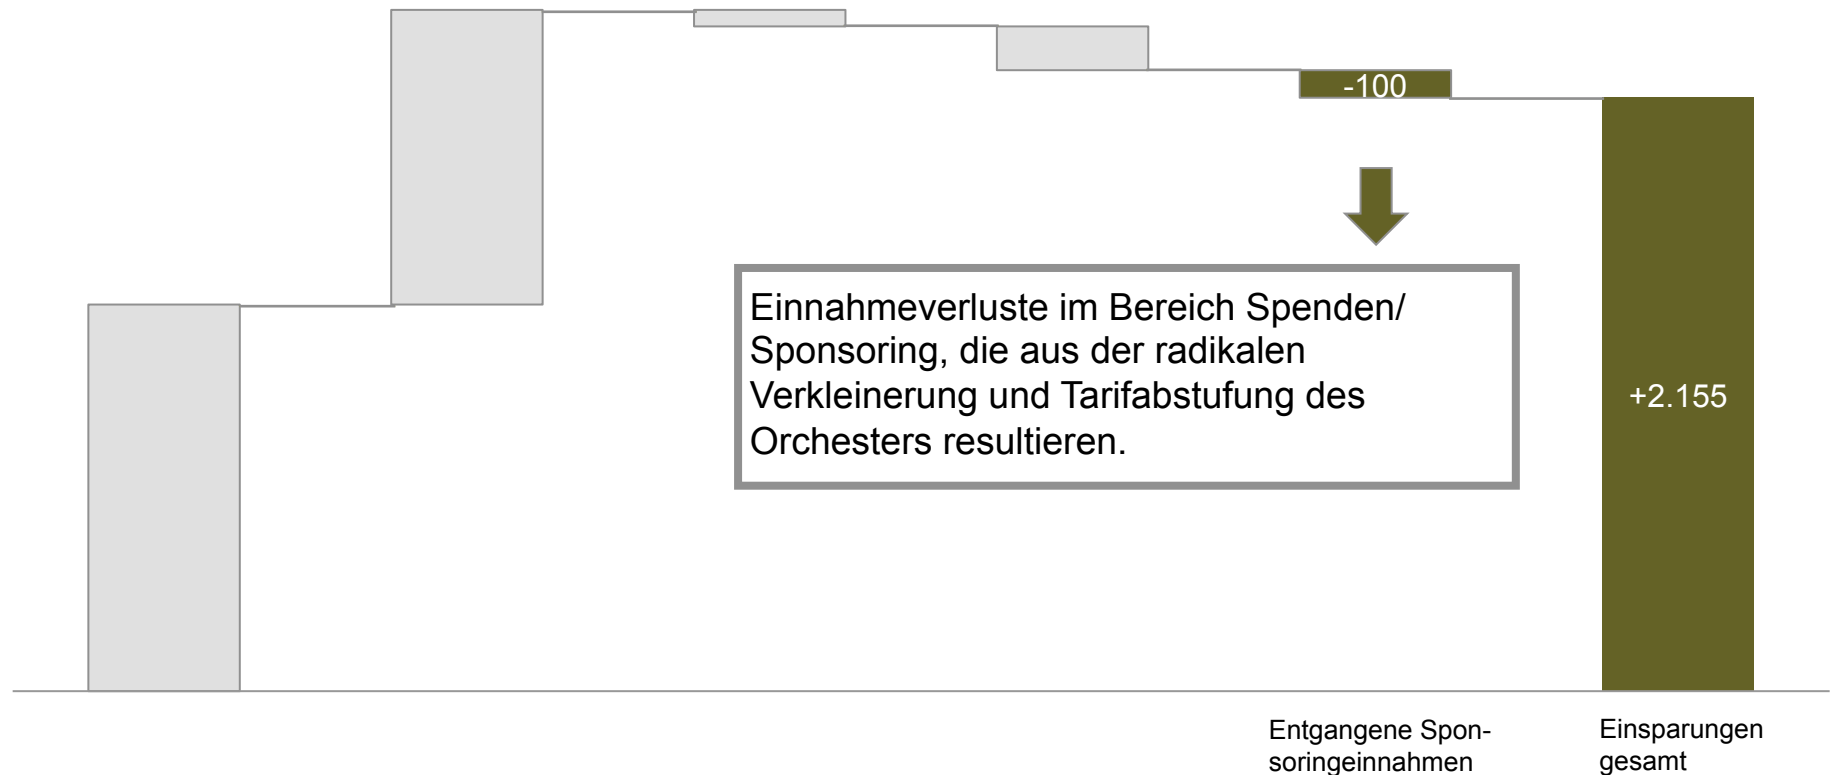 -100
+2.155
Einnahmeverluste im Bereich Spenden/
Sponsoring, die aus der radikalen
Verkleinerung und Tarifabstufung des
Orchesters resultieren.
Entgangene Spon-
soringeinnahmen
Einsparungen
gesamt